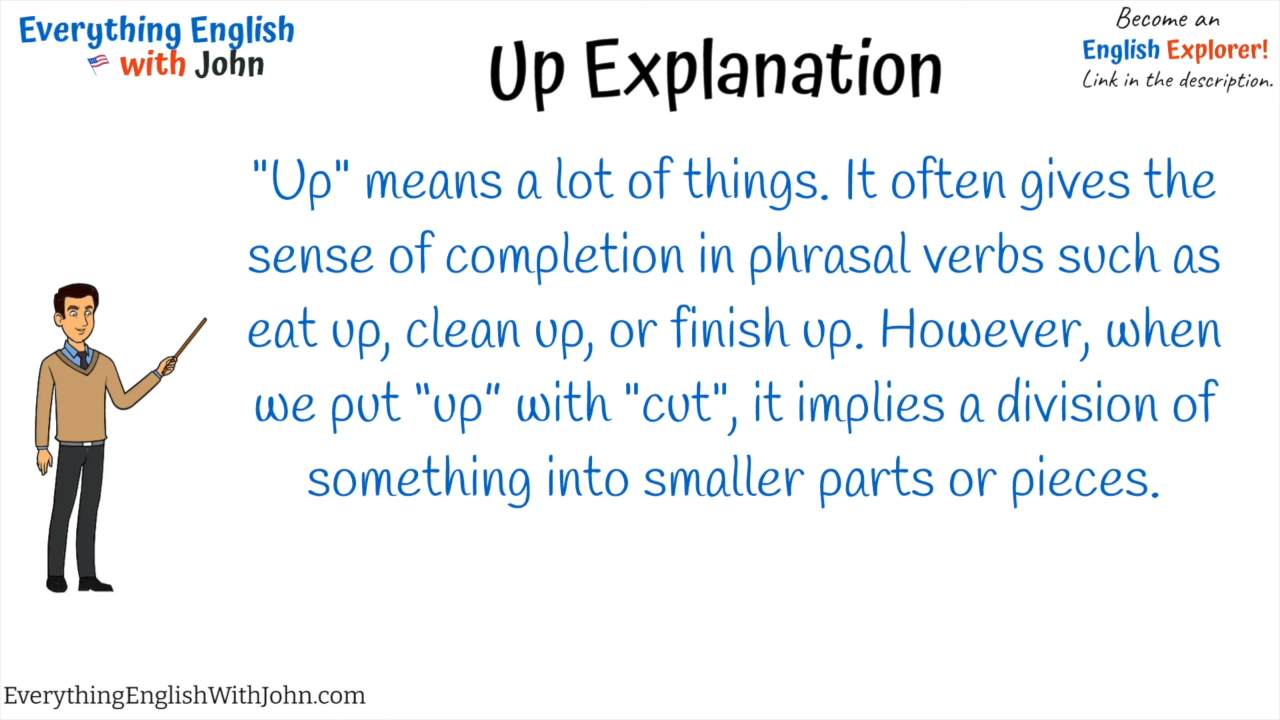 Everything English
with John
Up Explanation
Become an
English Explorer!
Link in the description.
"Up" means a lot of things. It often gives the
sense of completion in phrasal verbs such as
eat up, clean up, or finish up. However, when
we put "up" with "cut", it implies a division of
something into smaller parts or pieces.
EverythingEnglishWithJohn.com